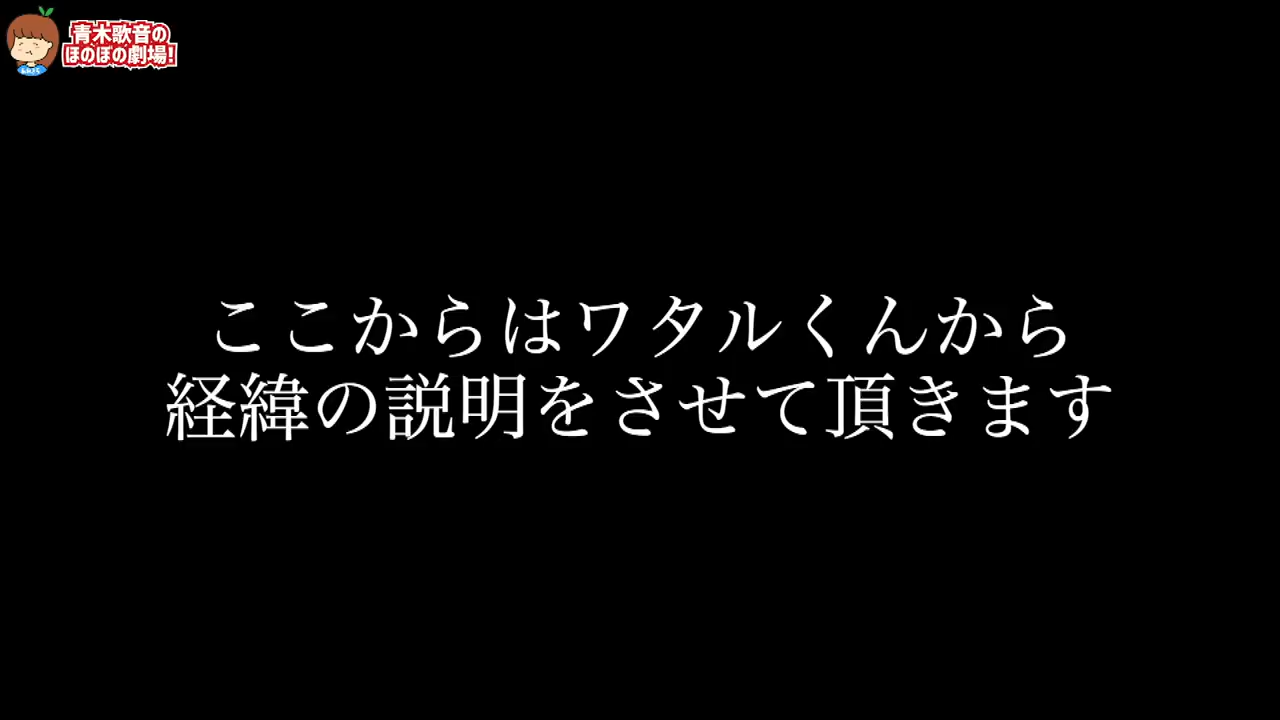 青木歌音の
ほのぼの劇場!
ここからはワタルくんから
経緯の説明をさせて頂きます